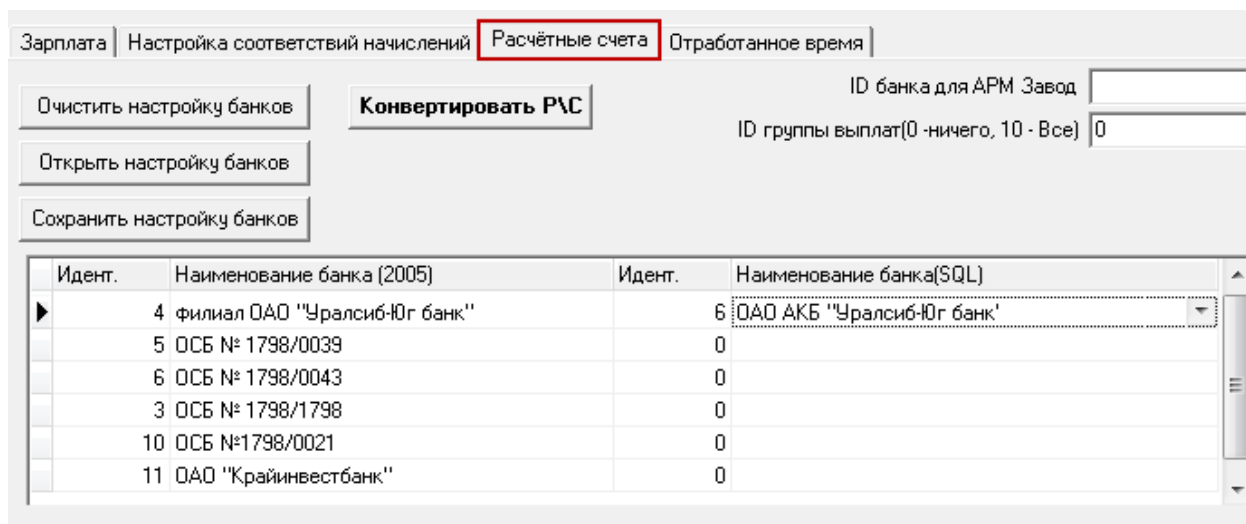 Зарплата Настройка соответствий начислений Расчётные счета Отработанное время
Очистить настройку банков Конвертировать Р\С ID банка для АРМ Завод
ID группы выплат(0 -ничего, 10 - Все) 0
Открыть настройку банков
Сохранить настройку банков
Идент. Наименование банка (2005) Идент. Наименование банка(SQL)
4 филиал ОАО "Уралсиб-Юг банк" 6 ОАО АКБ "Уралсиб-Юг банк'
5 ОСБ № 1798/0039 0
6 ОСБ № 1798/0043 0
3 ОСБ № 1798/1798 0
10 ОСБ №1798/0021 0
11 ОАО "Крайинвестбанк" 0